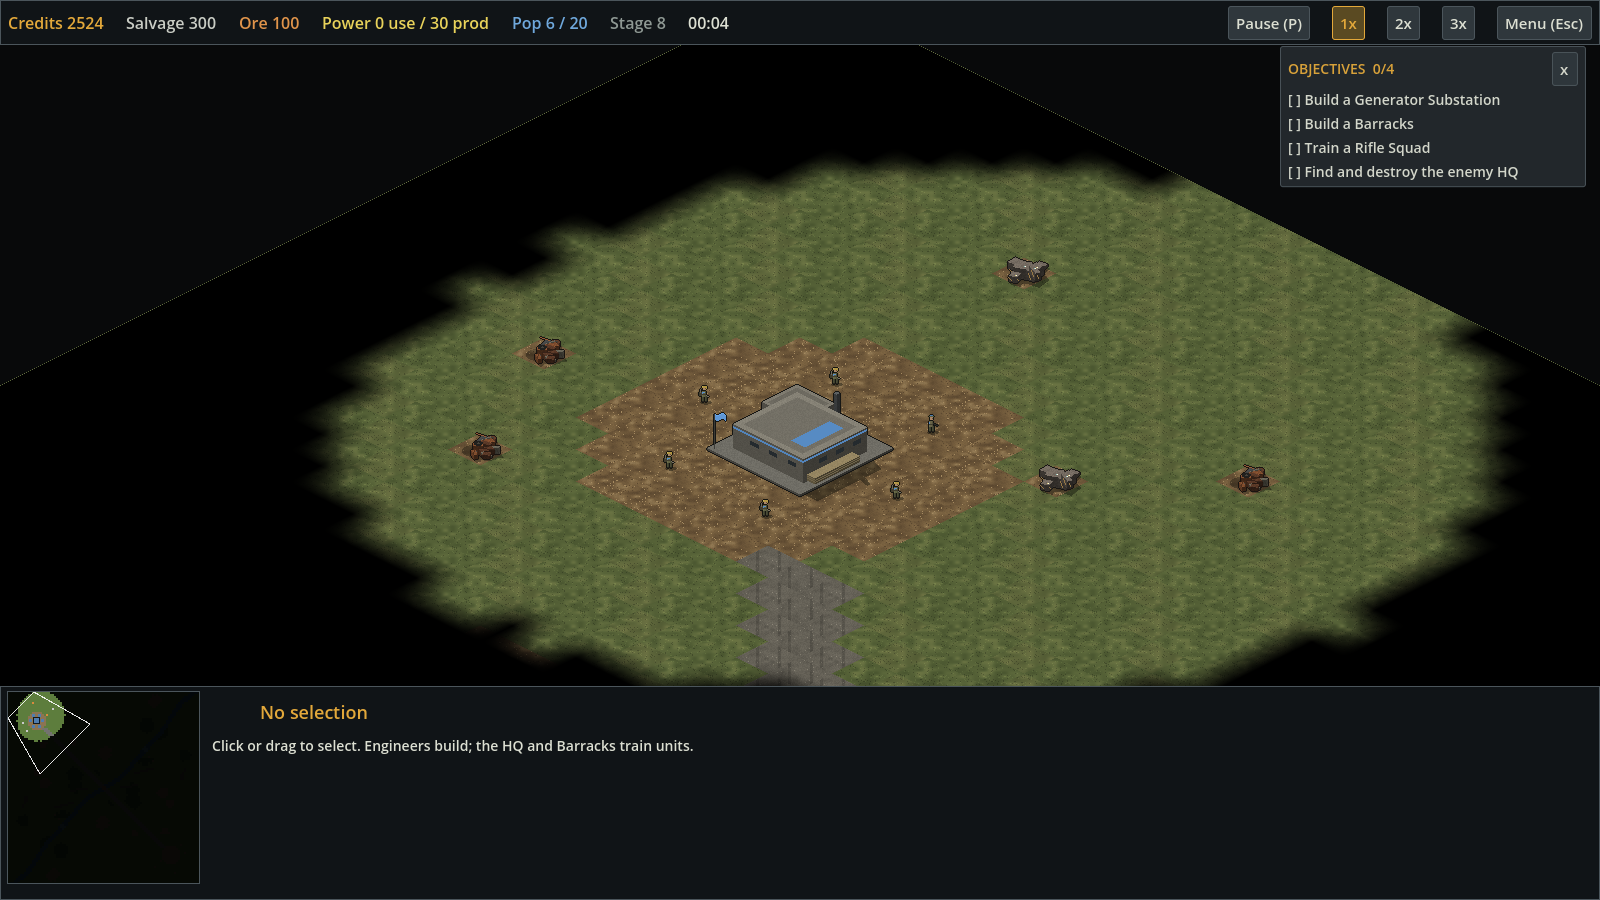 Credits 2524 Salvage 300 Ore 100 Power 0 use / 30 prod Pop 6 / 20 Stage 8 00:04 Pause (P) 1x 2x 3x Menu (Esc)
OBJECTIVES 0/4 x
[ ] Build a Generator Substation
[ ] Build a Barracks
[ ] Train a Rifle Squad
[ ] Find and destroy the enemy HQ
No selection
Click or drag to select. Engineers build; the HQ and Barracks train units.